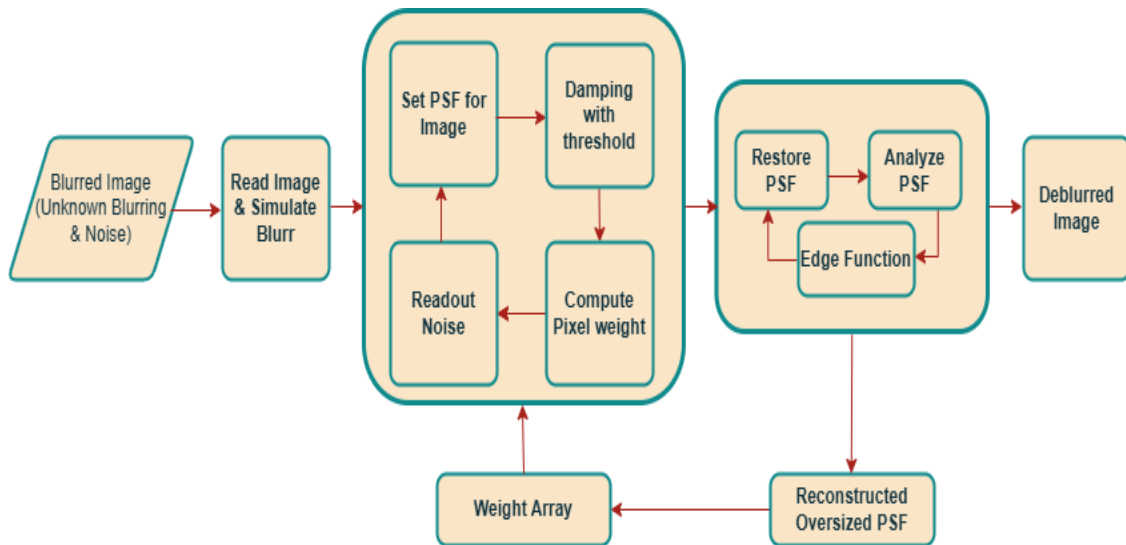 Blurred Image
(Unknown Blurring
& Noise)
Read Image
& Simulate
Blurr
Set PSF for
Image
Damping
with
threshold
Readout
Noise
Compute
Pixel weight
Restore
PSF
Analyze
PSF
Edge Function
Deblurred
Image
Weight Array
Reconstructed
Oversized PSF